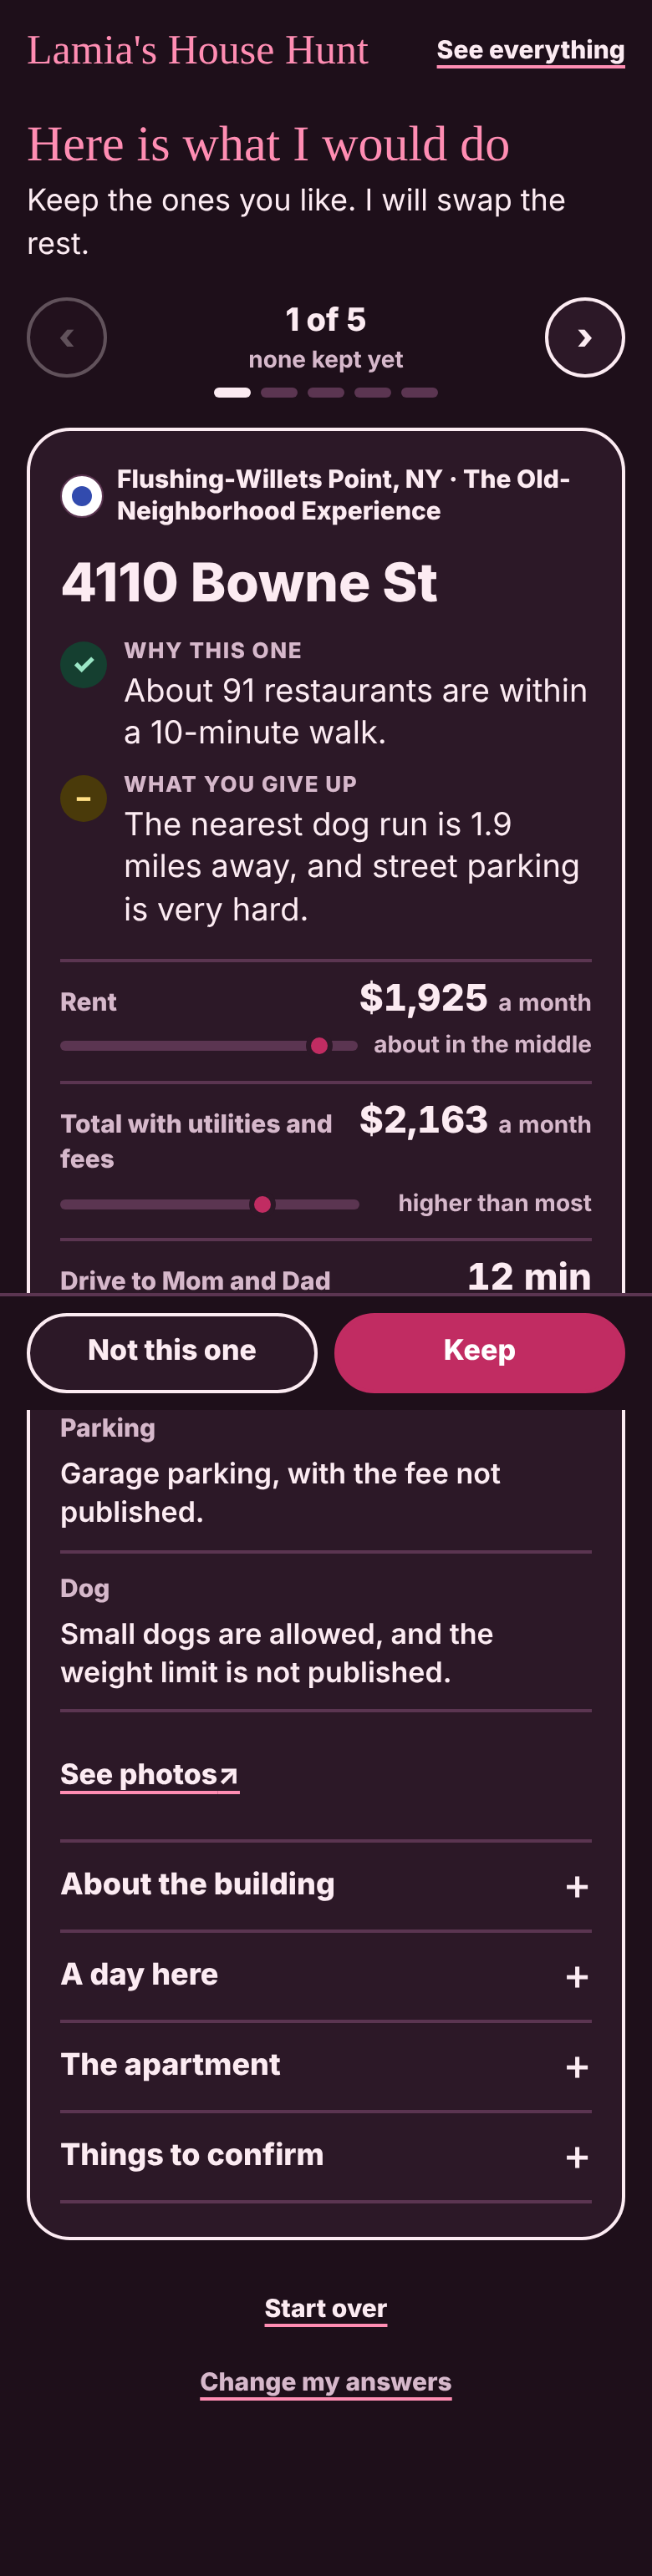 Lamia's House Hunt
See everything
Here is what I would do
Keep the ones you like. I will swap the
rest.
‹
1 of 5
›
none kept yet
Flushing-Willets Point, NY · The Old-
Neighborhood Experience
4110 Bowne St
WHY THIS ONE
About 91 restaurants are within
a 10-minute walk.
WHAT YOU GIVE UP
The nearest dog run is 1.9
miles away, and street parking
is very hard.
Rent
$1,925 a month
about in the middle
Total with utilities and
fees
$2,163 a month
higher than most
Drive to Mom and Dad
12 min
Not this one
Keep
Parking
Garage parking, with the fee not
published.
Dog
Small dogs are allowed, and the
weight limit is not published.
See photos↗
About the building +
A day here +
The apartment +
Things to confirm +
Start over
Change my answers